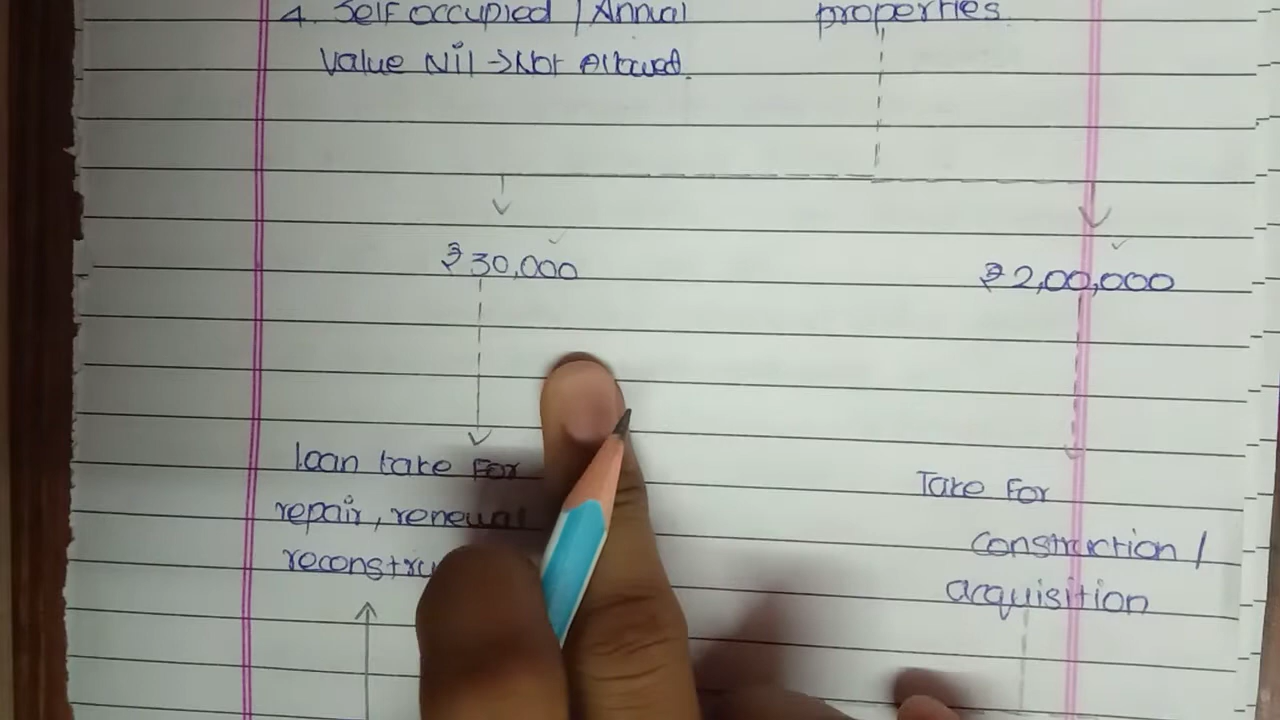 4. Self occupied / Annual
Value Nil → Not Allowed.
properties
₹30,000
₹2,00,000
loan take For
repair, renewal
reconstru
Take For
Construction /
acquisition